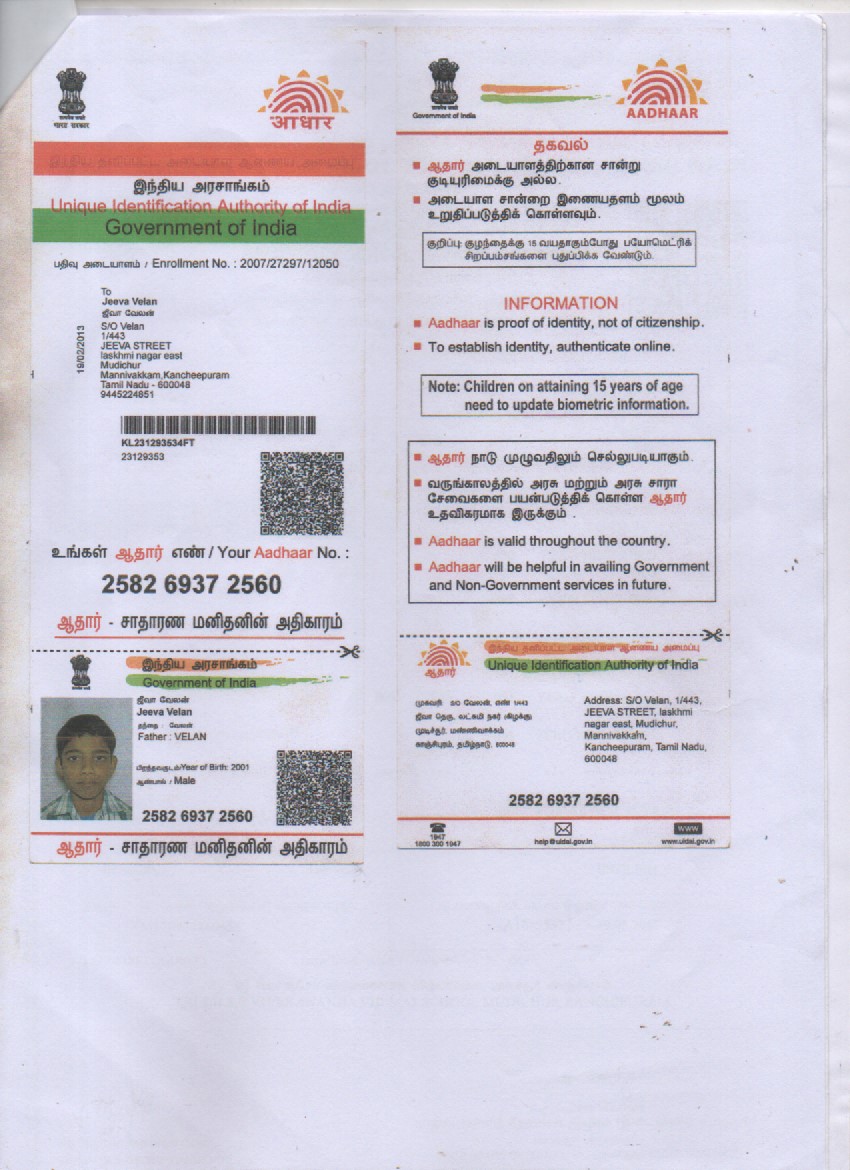 सत्यमेव जयते
भारत सरकार
आधार
இந்திய அரசாங்கம்
Unique Identification Authority of India
Government of India
பதிவு அடையாளம் / Enrollment No. : 2007/27297/12050
19/02/2013
To
Jeeva Velan
ஜீவா வேலன்
S/O Velan
1/443
JEEVA STREET
laskhmi nagar east
Mudichur
Mannivakkam,Kancheepuram
Tamil Nadu - 600048
9445224851
KL231293534FT
23129353
உங்கள் ஆதார் எண் / Your Aadhaar No. :
2582 6937 2560
ஆதார் - சாதாரண மனிதனின் அதிகாரம்
இந்திய அரசாங்கம்
Government of India
ஜீவா வேலன்
Jeeva Velan
தந்தை : வேலன்
Father : VELAN
பிறந்தவருடம்/Year of Birth: 2001
ஆண்பால் / Male
2582 6937 2560
ஆதார் - சாதாரண மனிதனின் அதிகாரம்
Government of India
AADHAAR
தகவல்
ஆதார் அடையாளத்திற்கான சான்று
குடியுரிமைக்கு அல்ல.
அடையாள சான்றை இணையதளம் மூலம்
உறுதிப்படுத்திக் கொள்ளவும்.
குறிப்பு: குழந்தைக்கு 15 வயதாகும்போது பயோமெட்ரிக்
சிறப்பம்சங்களை புதுப்பிக்க வேண்டும்.
INFORMATION
Aadhaar is proof of identity, not of citizenship.
To establish identity, authenticate online.
Note: Children on attaining 15 years of age
need to update biometric information.
ஆதார் நாடு முழுவதிலும் செல்லுபடியாகும்.
வருங்காலத்தில் அரசு மற்றும் அரசு சாரா
சேவைகளை பயன்படுத்திக் கொள்ள ஆதார்
உதவிகரமாக இருக்கும் .
Aadhaar is valid throughout the country.
Aadhaar will be helpful in availing Government
and Non-Government services in future.
ஆதார்
இந்திய தனிப்பட்ட அடையாள ஆணைய அமைப்பு
Unique Identification Authority of India
முகவரி: S/O வேலன், எண் 1/443
ஜீவா தெரு, லட்சுமி நகர் (கிழக்கு)
முடிச்சூர், மண்ணிவாக்கம்
காஞ்சிபுரம், தமிழ்நாடு, 600048
Address: S/O Velan, 1/443,
JEEVA STREET, laskhmi
nagar east, Mudichur,
Mannivakkam,
Kancheepuram, Tamil Nadu,
600048
2582 6937 2560
1947
1800 300 1947
help@uidai.gov.in
WWW
www.uidai.gov.in